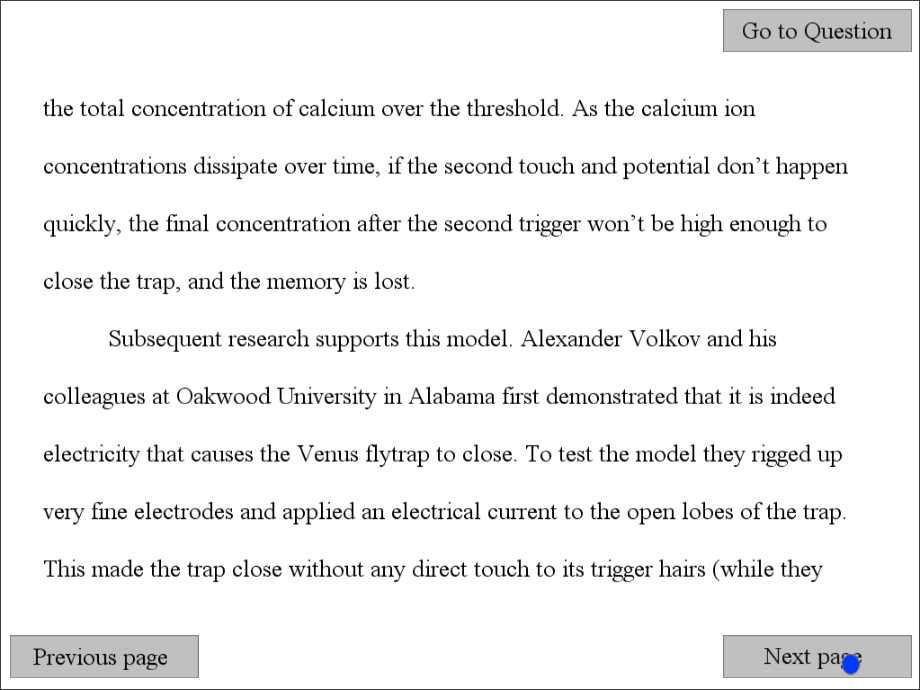 Go to Question
the total concentration of calcium over the threshold. As the calcium ion
concentrations dissipate over time, if the second touch and potential don’t happen
quickly, the final concentration after the second trigger won’t be high enough to
close the trap, and the memory is lost.
Subsequent research supports this model. Alexander Volkov and his
colleagues at Oakwood University in Alabama first demonstrated that it is indeed
electricity that causes the Venus flytrap to close. To test the model they rigged up
very fine electrodes and applied an electrical current to the open lobes of the trap.
This made the trap close without any direct touch to its trigger hairs (while they
Previous page
Next page